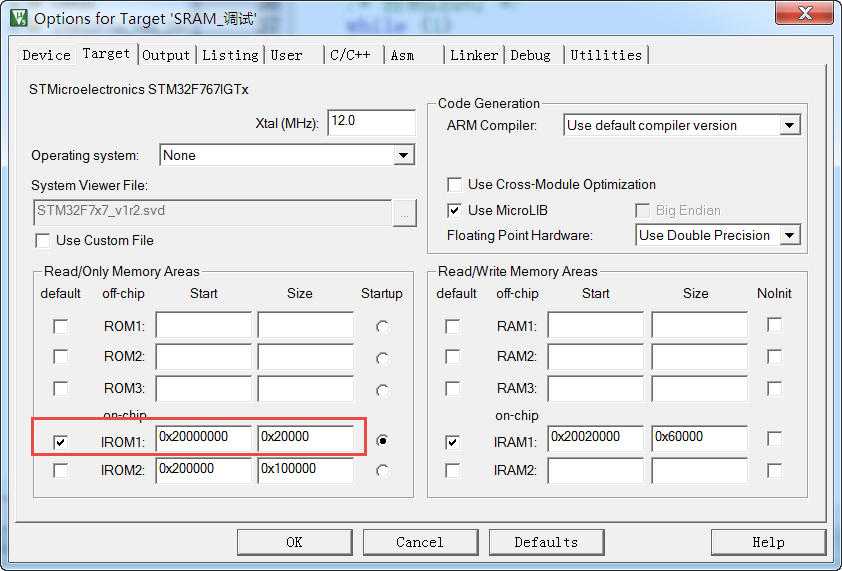 Options for Target 'SRAM_调试'
Device Target Output Listing User C/C++ Asm Linker Debug Utilities
STMicroelectronics STM32F767IGTx
Xtal (MHz): 12.0
Operating system: None
System Viewer File:
STM32F7x7_v1r2.svd ...
Use Custom File
Code Generation
ARM Compiler: Use default compiler version
Use Cross-Module Optimization
Use MicroLIB Big Endian
Floating Point Hardware: Use Double Precision
Read/Only Memory Areas
default off-chip Start Size Startup
ROM1:
ROM2:
ROM3:
on-chip
IROM1: 0x20000000 0x20000
IROM2: 0x200000 0x100000
Read/Write Memory Areas
default off-chip Start Size NoInit
RAM1:
RAM2:
RAM3:
on-chip
IRAM1: 0x20020000 0x60000
IRAM2:
OK Cancel Defaults Help